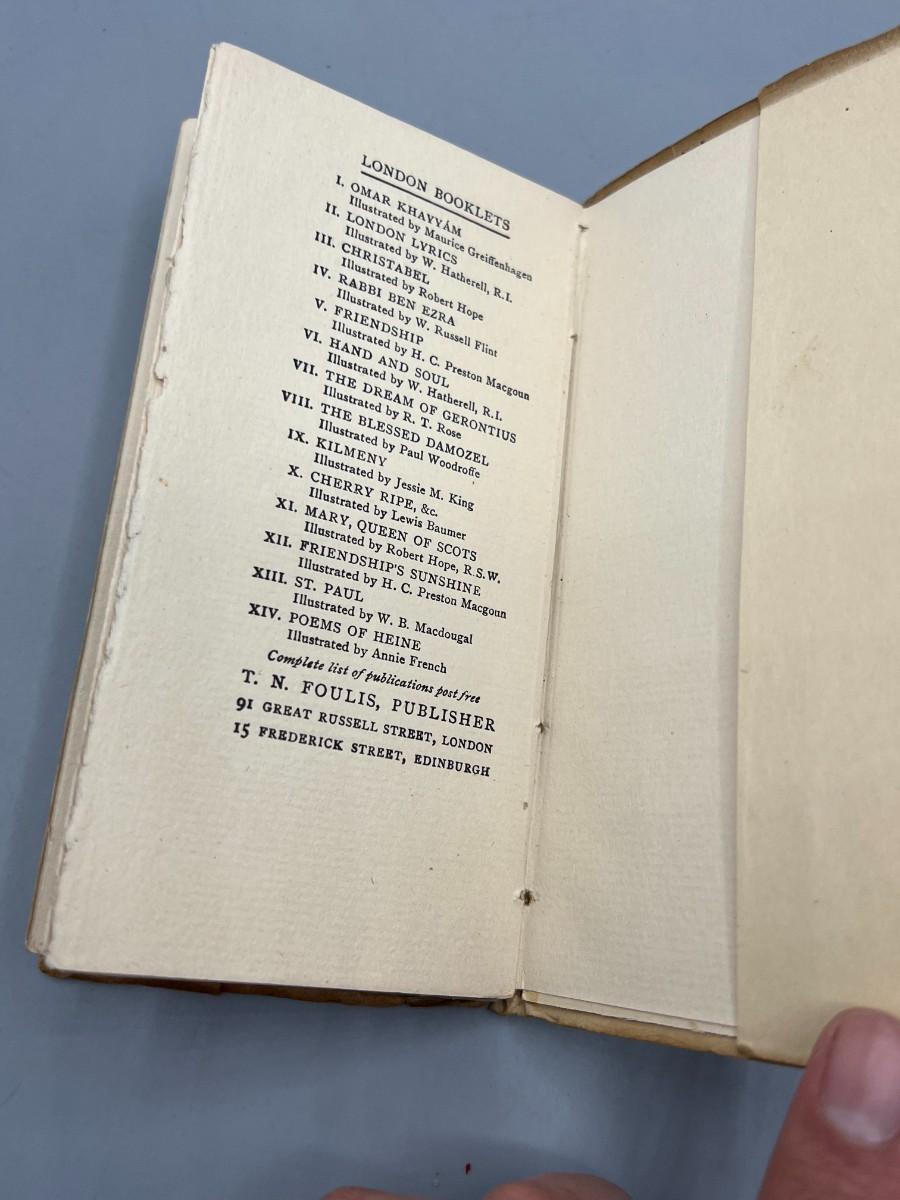 LONDON BOOKLETS
I. OMAR KHAYYÁM
Illustrated by Maurice Greiffenhagen
II. LONDON LYRICS
Illustrated by W. Hatherell, R.I.
III. CHRISTABEL
Illustrated by Robert Hope
IV. RABBI BEN EZRA
Illustrated by W. Russell Flint
V. FRIENDSHIP
Illustrated by H. C. Preston Macgoun
VI. HAND AND SOUL
Illustrated by W. Hatherell, R.I.
VII. THE DREAM OF GERONTIUS
Illustrated by R. T. Rose
VIII. THE BLESSED DAMOZEL
Illustrated by Paul Woodroffe
IX. KILMENY
Illustrated by Jessie M. King
X. CHERRY RIPE, &c.
Illustrated by Lewis Baumer
XI. MARY, QUEEN OF SCOTS
Illustrated by Robert Hope, R.S.W.
XII. FRIENDSHIP'S SUNSHINE
Illustrated by H. C. Preston Macgoun
XIII. ST. PAUL
Illustrated by W. B. Macdougal
XIV. POEMS OF HEINE
Illustrated by Annie French
Complete list of publications post free
T. N. FOULIS, PUBLISHER
91 GREAT RUSSELL STREET, LONDON
15 FREDERICK STREET, EDINBURGH